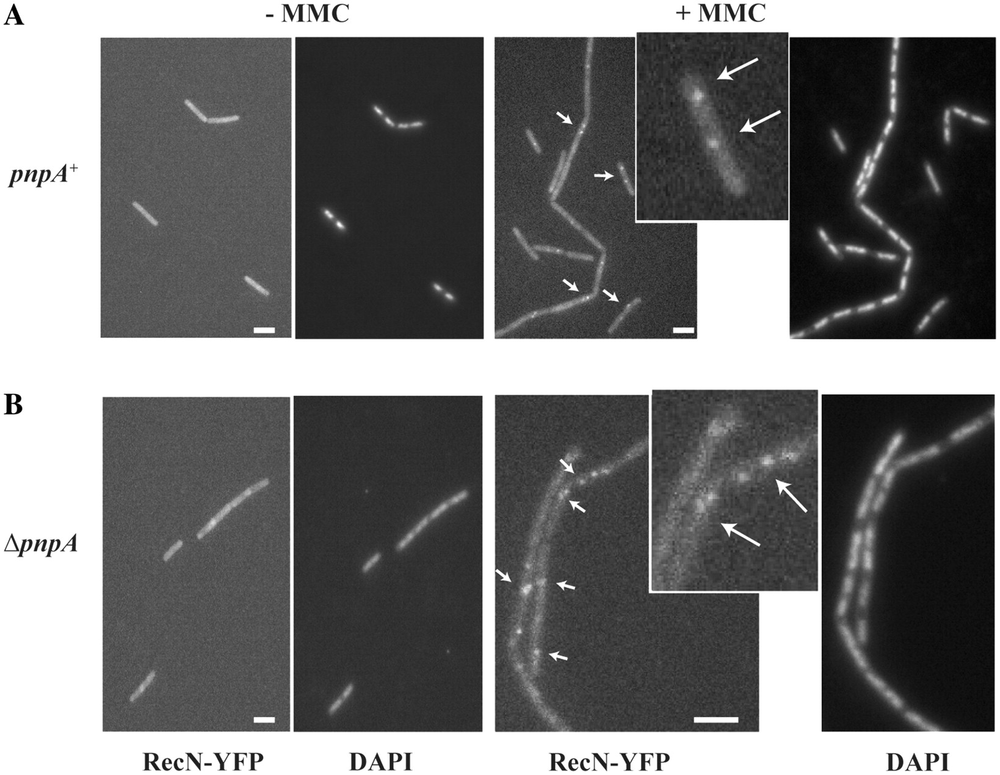 A
- MMC
+ MMC
pnpA⁺
B
ΔpnpA
RecN-YFP
DAPI
RecN-YFP
DAPI